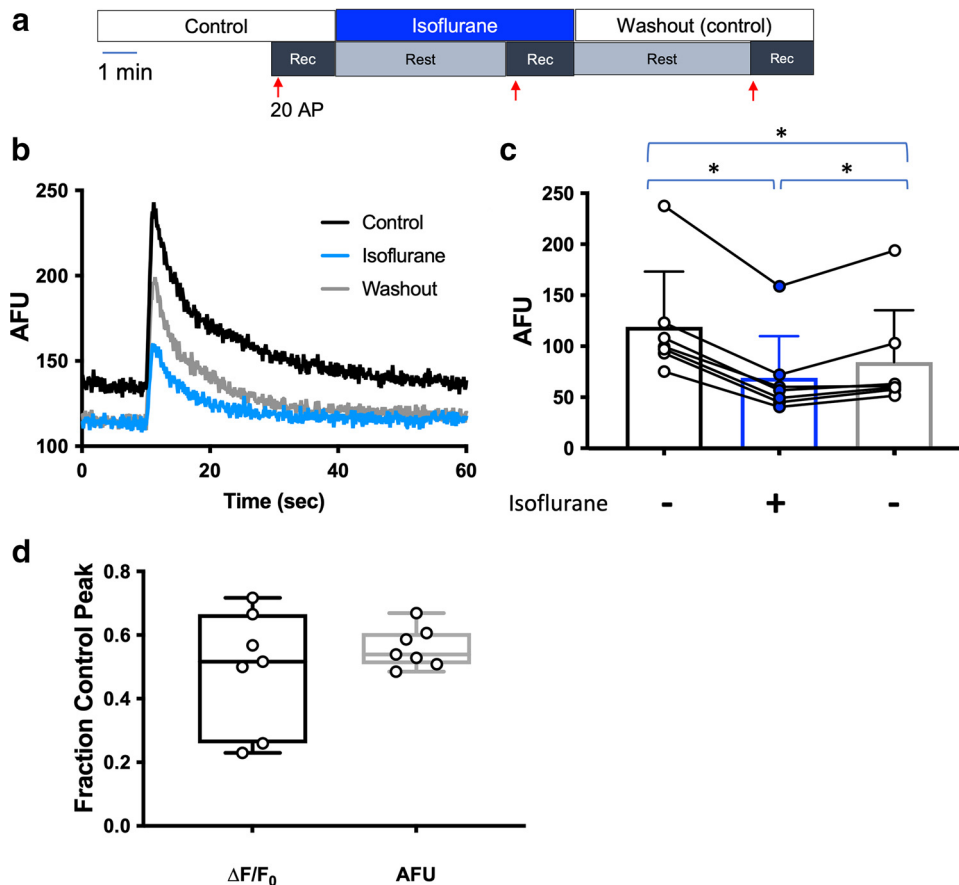 a
Control Isoflurane Washout (control)
Rec Rest Rec Rest Rec
1 min
20 AP
b
250
200
150
100
AFU
0 20 40 60
Time (sec)
Control
Isoflurane
Washout
c
* * *
250
200
150
100
50
0
AFU
Isoflurane - + -
d
0.8
0.6
0.4
0.2
0.0
Fraction Control Peak
ΔF/F₀ AFU